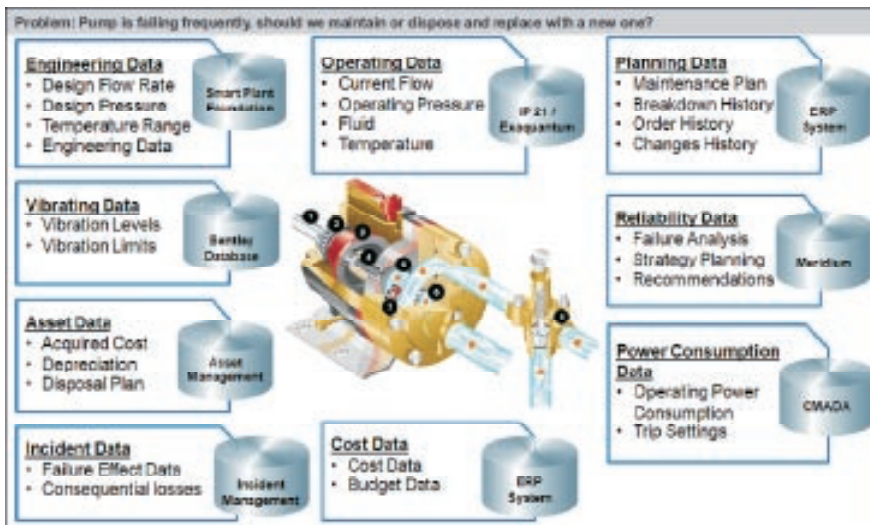 Problem: Pump is failing frequently, should we maintain or dispose and replace with a new one?
Engineering Data
• Design Flow Rate
• Design Pressure
• Temperature Range
• Engineering Data
Smart Plant
Foundation
Operating Data
• Current Flow
• Operating Pressure
• Fluid
• Temperature
IP 21 /
Exaquantum
Planning Data
• Maintenance Plan
• Breakdown History
• Order History
• Changes History
ERP
System
Vibrating Data
• Vibration Levels
• Vibration Limits
Bentley
Database
Reliability Data
• Failure Analysis
• Strategy Planning
• Recommendations
Meridium
Asset Data
• Acquired Cost
• Depreciation
• Disposal Plan
Asset
Management
Power Consumption
Data
• Operating Power
Consumption
• Trip Settings
CMADA
Incident Data
• Failure Effect Data
• Consequential losses
Incident
Management
Cost Data
• Cost Data
• Budget Data
ERP
System